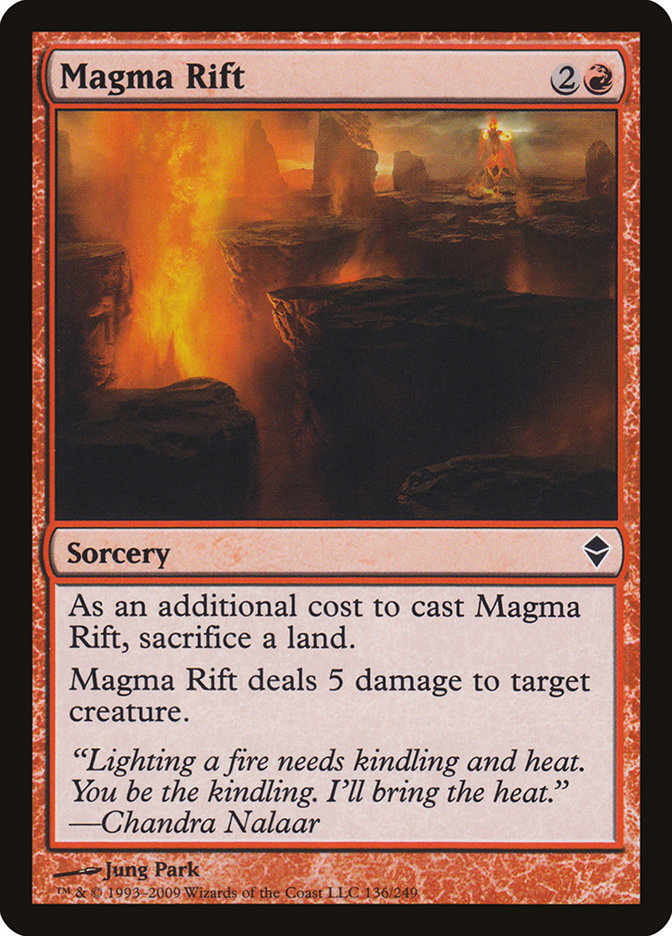 Magma Rift
2
Sorcery
As an additional cost to cast Magma
Rift, sacrifice a land.
Magma Rift deals 5 damage to target
creature.
“Lighting a fire needs kindling and heat.
You be the kindling. I’ll bring the heat.”
—Chandra Nalaar
Jung Park
™ & © 1993–2009 Wizards of the Coast LLC 136/249